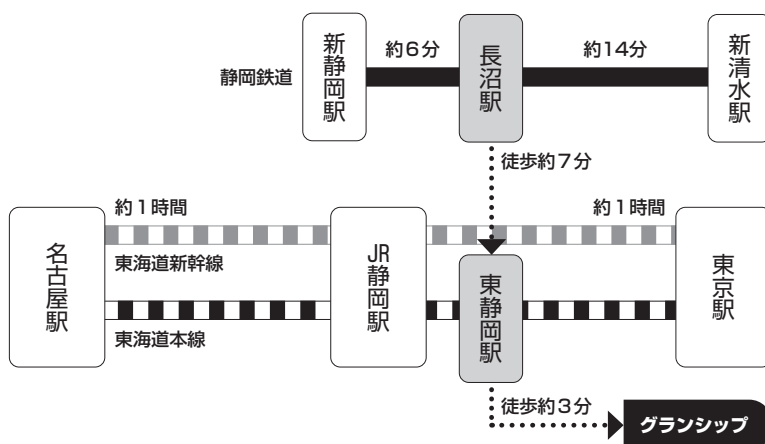 静岡鉄道
新静岡駅
約6分
長沼駅
約14分
新清水駅
徒歩約7分
名古屋駅
約1時間
東海道新幹線
東海道本線
JR静岡駅
東静岡駅
約1時間
東京駅
徒歩約3分
グランシップ